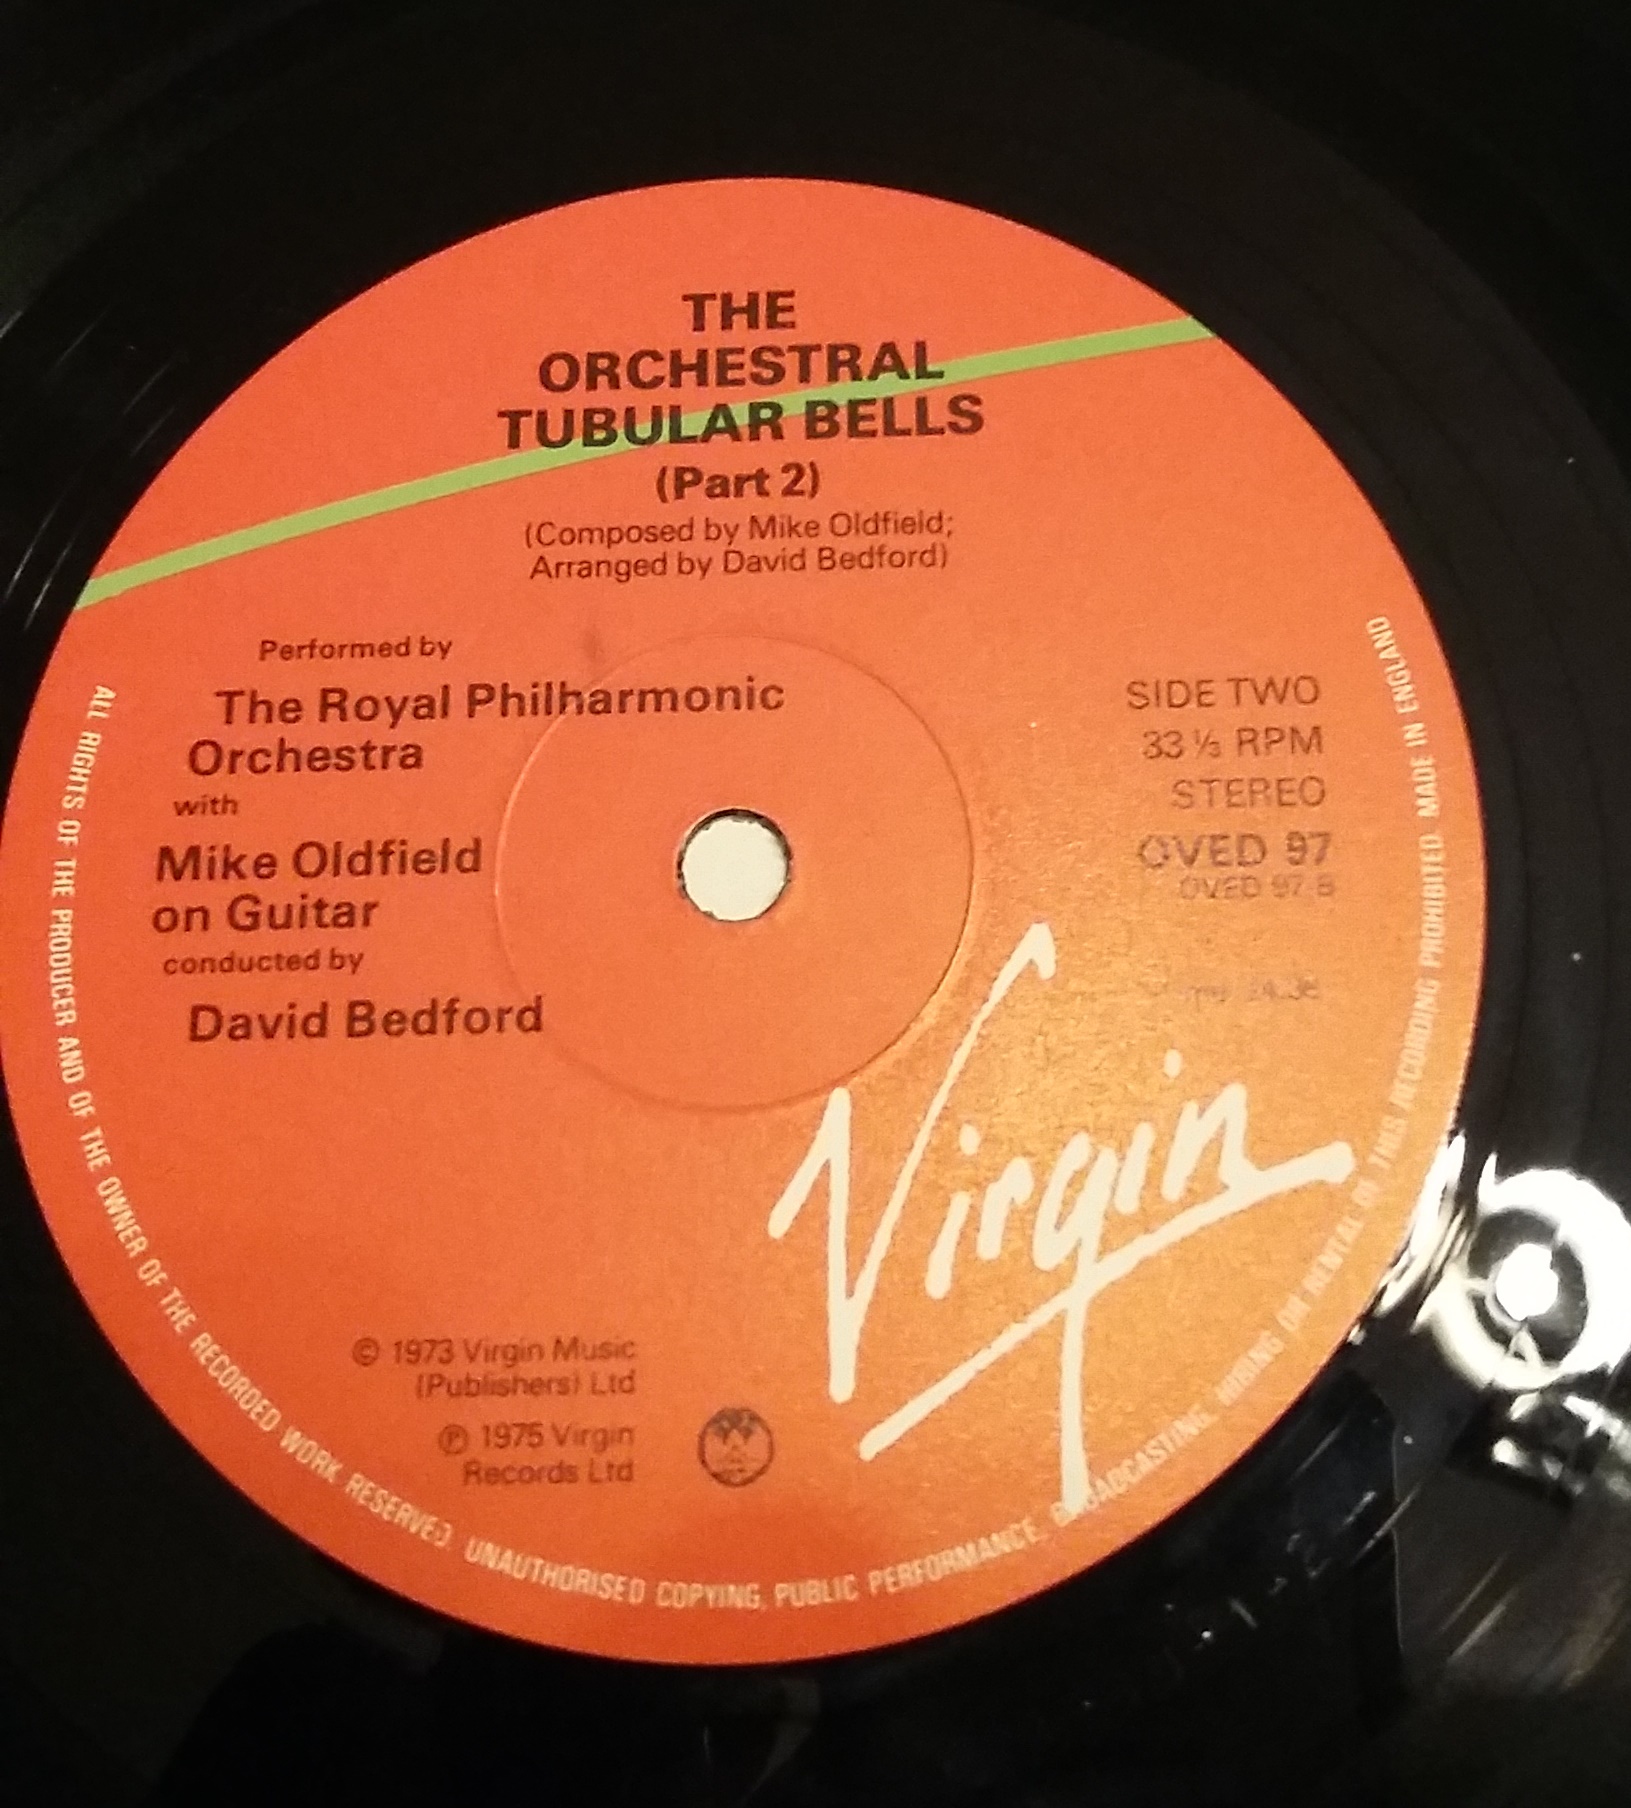 THE
ORCHESTRAL
TUBULAR BELLS
(Part 2)
(Composed by Mike Oldfield;
Arranged by David Bedford)
Performed by
The Royal Philharmonic
Orchestra
with
Mike Oldfield
on Guitar
conducted by
David Bedford
SIDE TWO
33 ⅓ RPM
STEREO
OVED 97
OVED 97 B
Virgin
© 1973 Virgin Music
(Publishers) Ltd
℗ 1975 Virgin
Records Ltd
ALL RIGHTS OF THE PRODUCER AND OF THE OWNER OF THE RECORDED WORK RESERVED. UNAUTHORISED COPYING, PUBLIC PERFORMANCE, BROADCASTING, HIRING OR RENTAL OF THIS RECORDING PROHIBITED. MADE IN ENGLAND